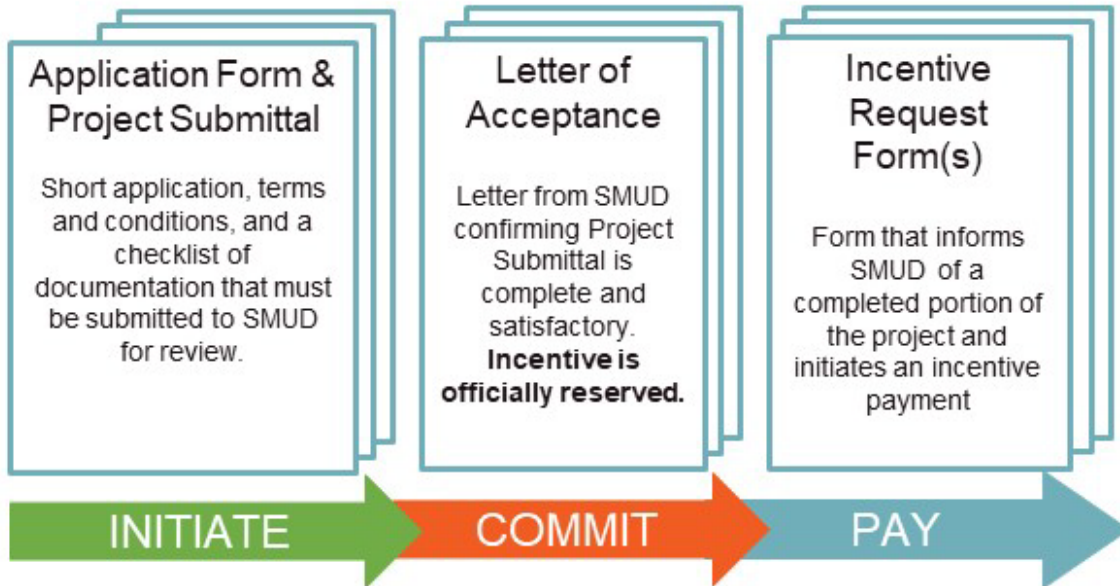 Application Form &
Project Submittal
Short application, terms
and conditions, and a
checklist of
documentation that must
be submitted to SMUD
for review.
Letter of
Acceptance
Letter from SMUD
confirming Project
Submittal is
complete and
satisfactory.
Incentive is
officially reserved.
Incentive
Request
Form(s)
Form that informs
SMUD of a
completed portion of
the project and
initiates an incentive
payment
INITIATE
COMMIT
PAY